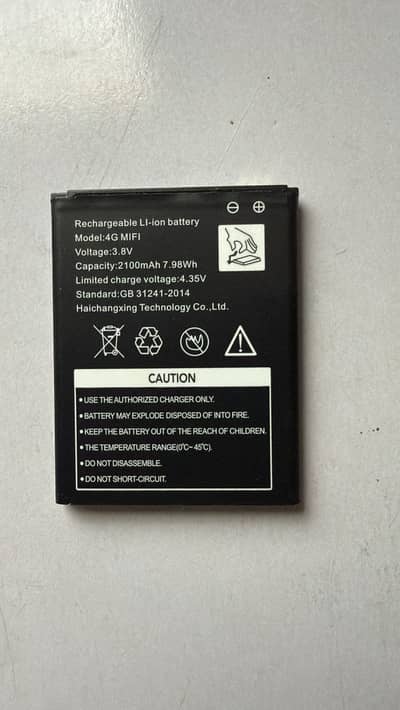 Rechargeable LI-ion battery
Model:4G MIFI
Voltage:3.8V
Capacity:2100mAh 7.98Wh
Limited charge voltage:4.35V
Standard:GB 31241-2014
Haichangxing Technology Co.,Ltd.
CAUTION
• USE THE AUTHORIZED CHARGER ONLY.
• BATTERY MAY EXPLODE DISPOSED OF INTO FIRE.
• KEEP THE BATTERY OUT OF THE REACH OF CHILDREN.
• THE TEMPERATURE RANGE(0℃~ 45℃).
• DO NOT DISASSEMBLE.
• DO NOT SHORT-CIRCUIT.